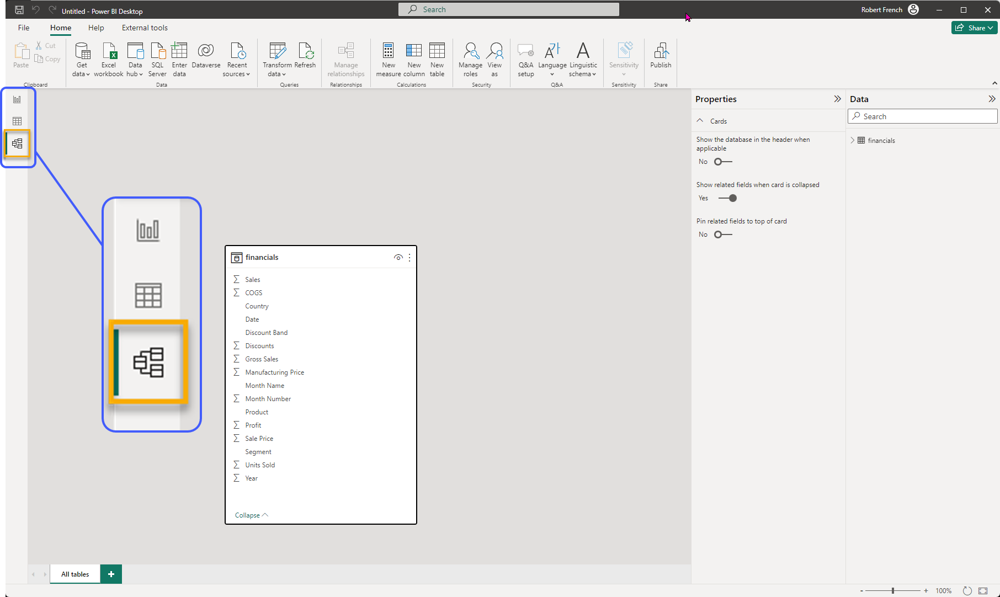 Untitled - Power BI Desktop
Search
Robert French
File
Home
Help
External tools
Share
Paste
Cut
Copy
Clipboard
Get data
Excel workbook
Data hub
SQL Server
Enter data
Dataverse
Recent sources
Data
Transform data
Refresh
Queries
Manage relationships
Relationships
New measure
New column
New table
Calculations
Manage roles
View as
Security
Q&A setup
Language
Linguistic schema
Q&A
Sensitivity
Sensitivity
Publish
Share
financials
Sales
COGS
Country
Date
Discount Band
Discounts
Gross Sales
Manufacturing Price
Month Name
Month Number
Product
Profit
Sale Price
Segment
Units Sold
Year
Collapse
Properties
Cards
Show the database in the header when
applicable
No
Show related fields when card is collapsed
Yes
Pin related fields to top of card
No
Data
Search
financials
All tables
+
- + 100%